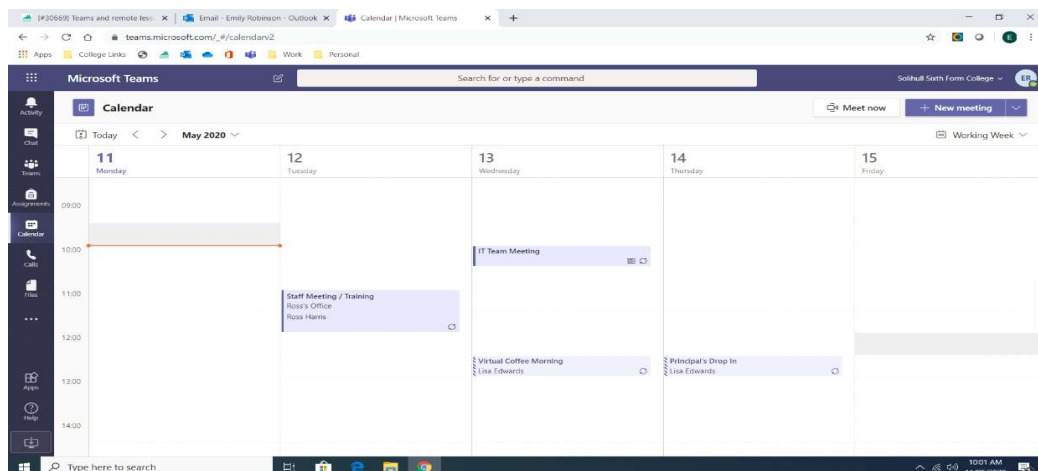 [#30669] Teams and remote less
Email - Emily Robinson - Outlook
Calendar | Microsoft Teams
teams.microsoft.com/_#/calendarv2
E
Apps
College Links
Work
Personal
Microsoft Teams
Search for or type a command
Solihull Sixth Form College
ER
Activity
Chat
Teams
Assignments
Calendar
Calls
Files
Apps
Help
Calendar
Meet now
+ New meeting
Today
May 2020
Working Week
11
Monday
12
Tuesday
13
Wednesday
14
Thursday
15
Friday
09:00
10:00
IT Team Meeting
11:00
Staff Meeting / Training
Ross's Office
Ross Harris
12:00
Virtual Coffee Morning
Lisa Edwards
Principal's Drop In
Lisa Edwards
13:00
14:00
Type here to search
10:01 AM